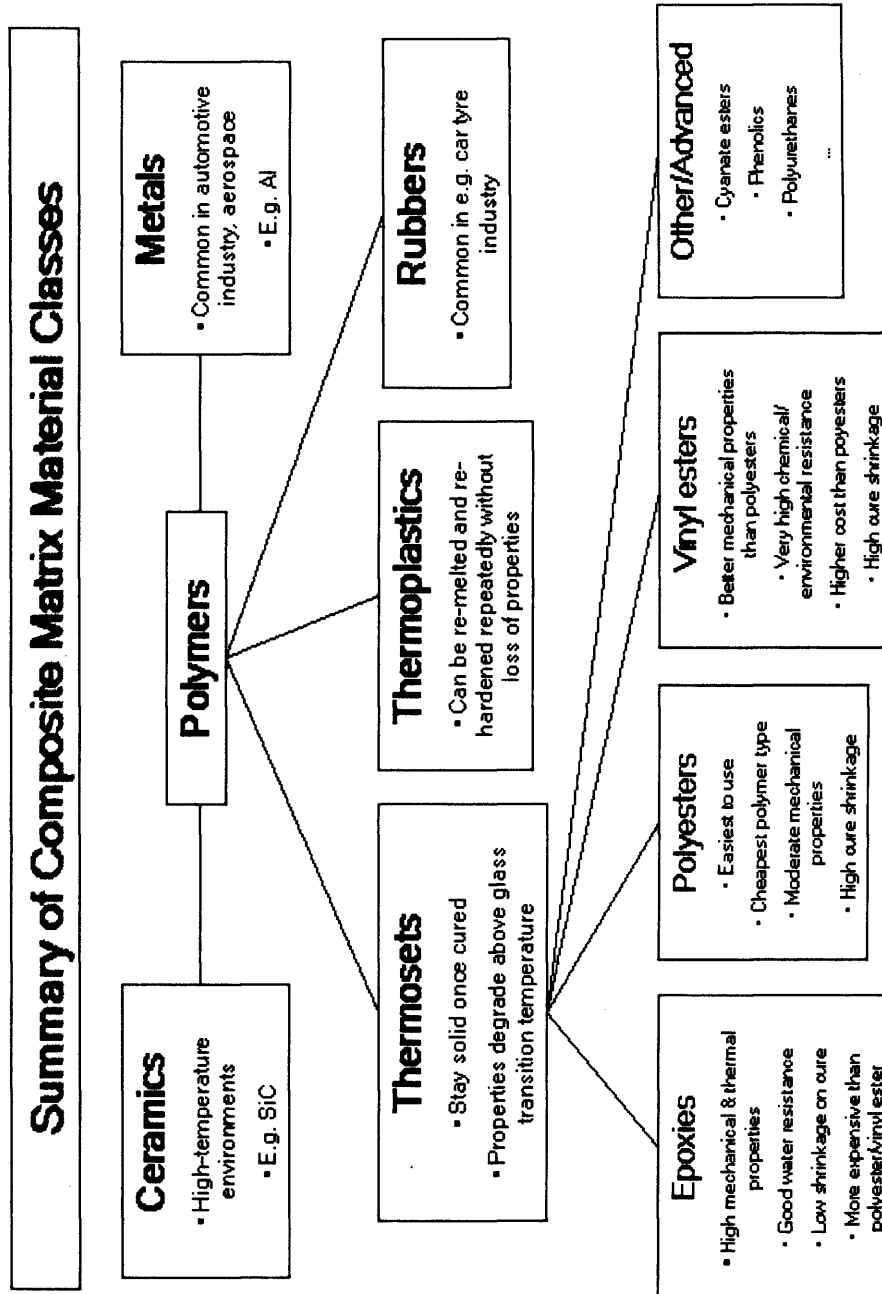 Summary of Composite Matrix Material Classes
Ceramics
▪ High-temperature
environments
▪ E.g. SiC
Polymers
Metals
▪ Common in automotive
industry, aerospace
▪ E.g. Al
Thermosets
▪ Stay solid once cured
▪ Properties degrade above glass
transition temperature
Thermoplastics
▪ Can be re-melted and re-
hardened repeatedly without
loss of properties
Rubbers
▪ Common in e.g. car tyre
industry
Epoxies
▪ High mechanical & thermal
properties
▪ Good water resistance
▪ Low shrinkage on cure
▪ More expensive than
polyester/vinyl ester
Polyesters
▪ Easiest to use
▪ Cheapest polymer type
▪ Moderate mechanical
properties
▪ High cure shrinkage
Vinyl esters
▪ Better mechanical properties
than polyesters
▪ Very high chemical/
environmental resistance
▪ Higher cost than poyesters
▪ High cure shrinkage
Other/Advanced
▪ Cyanate esters
▪ Phenolics
▪ Polyurethanes
...